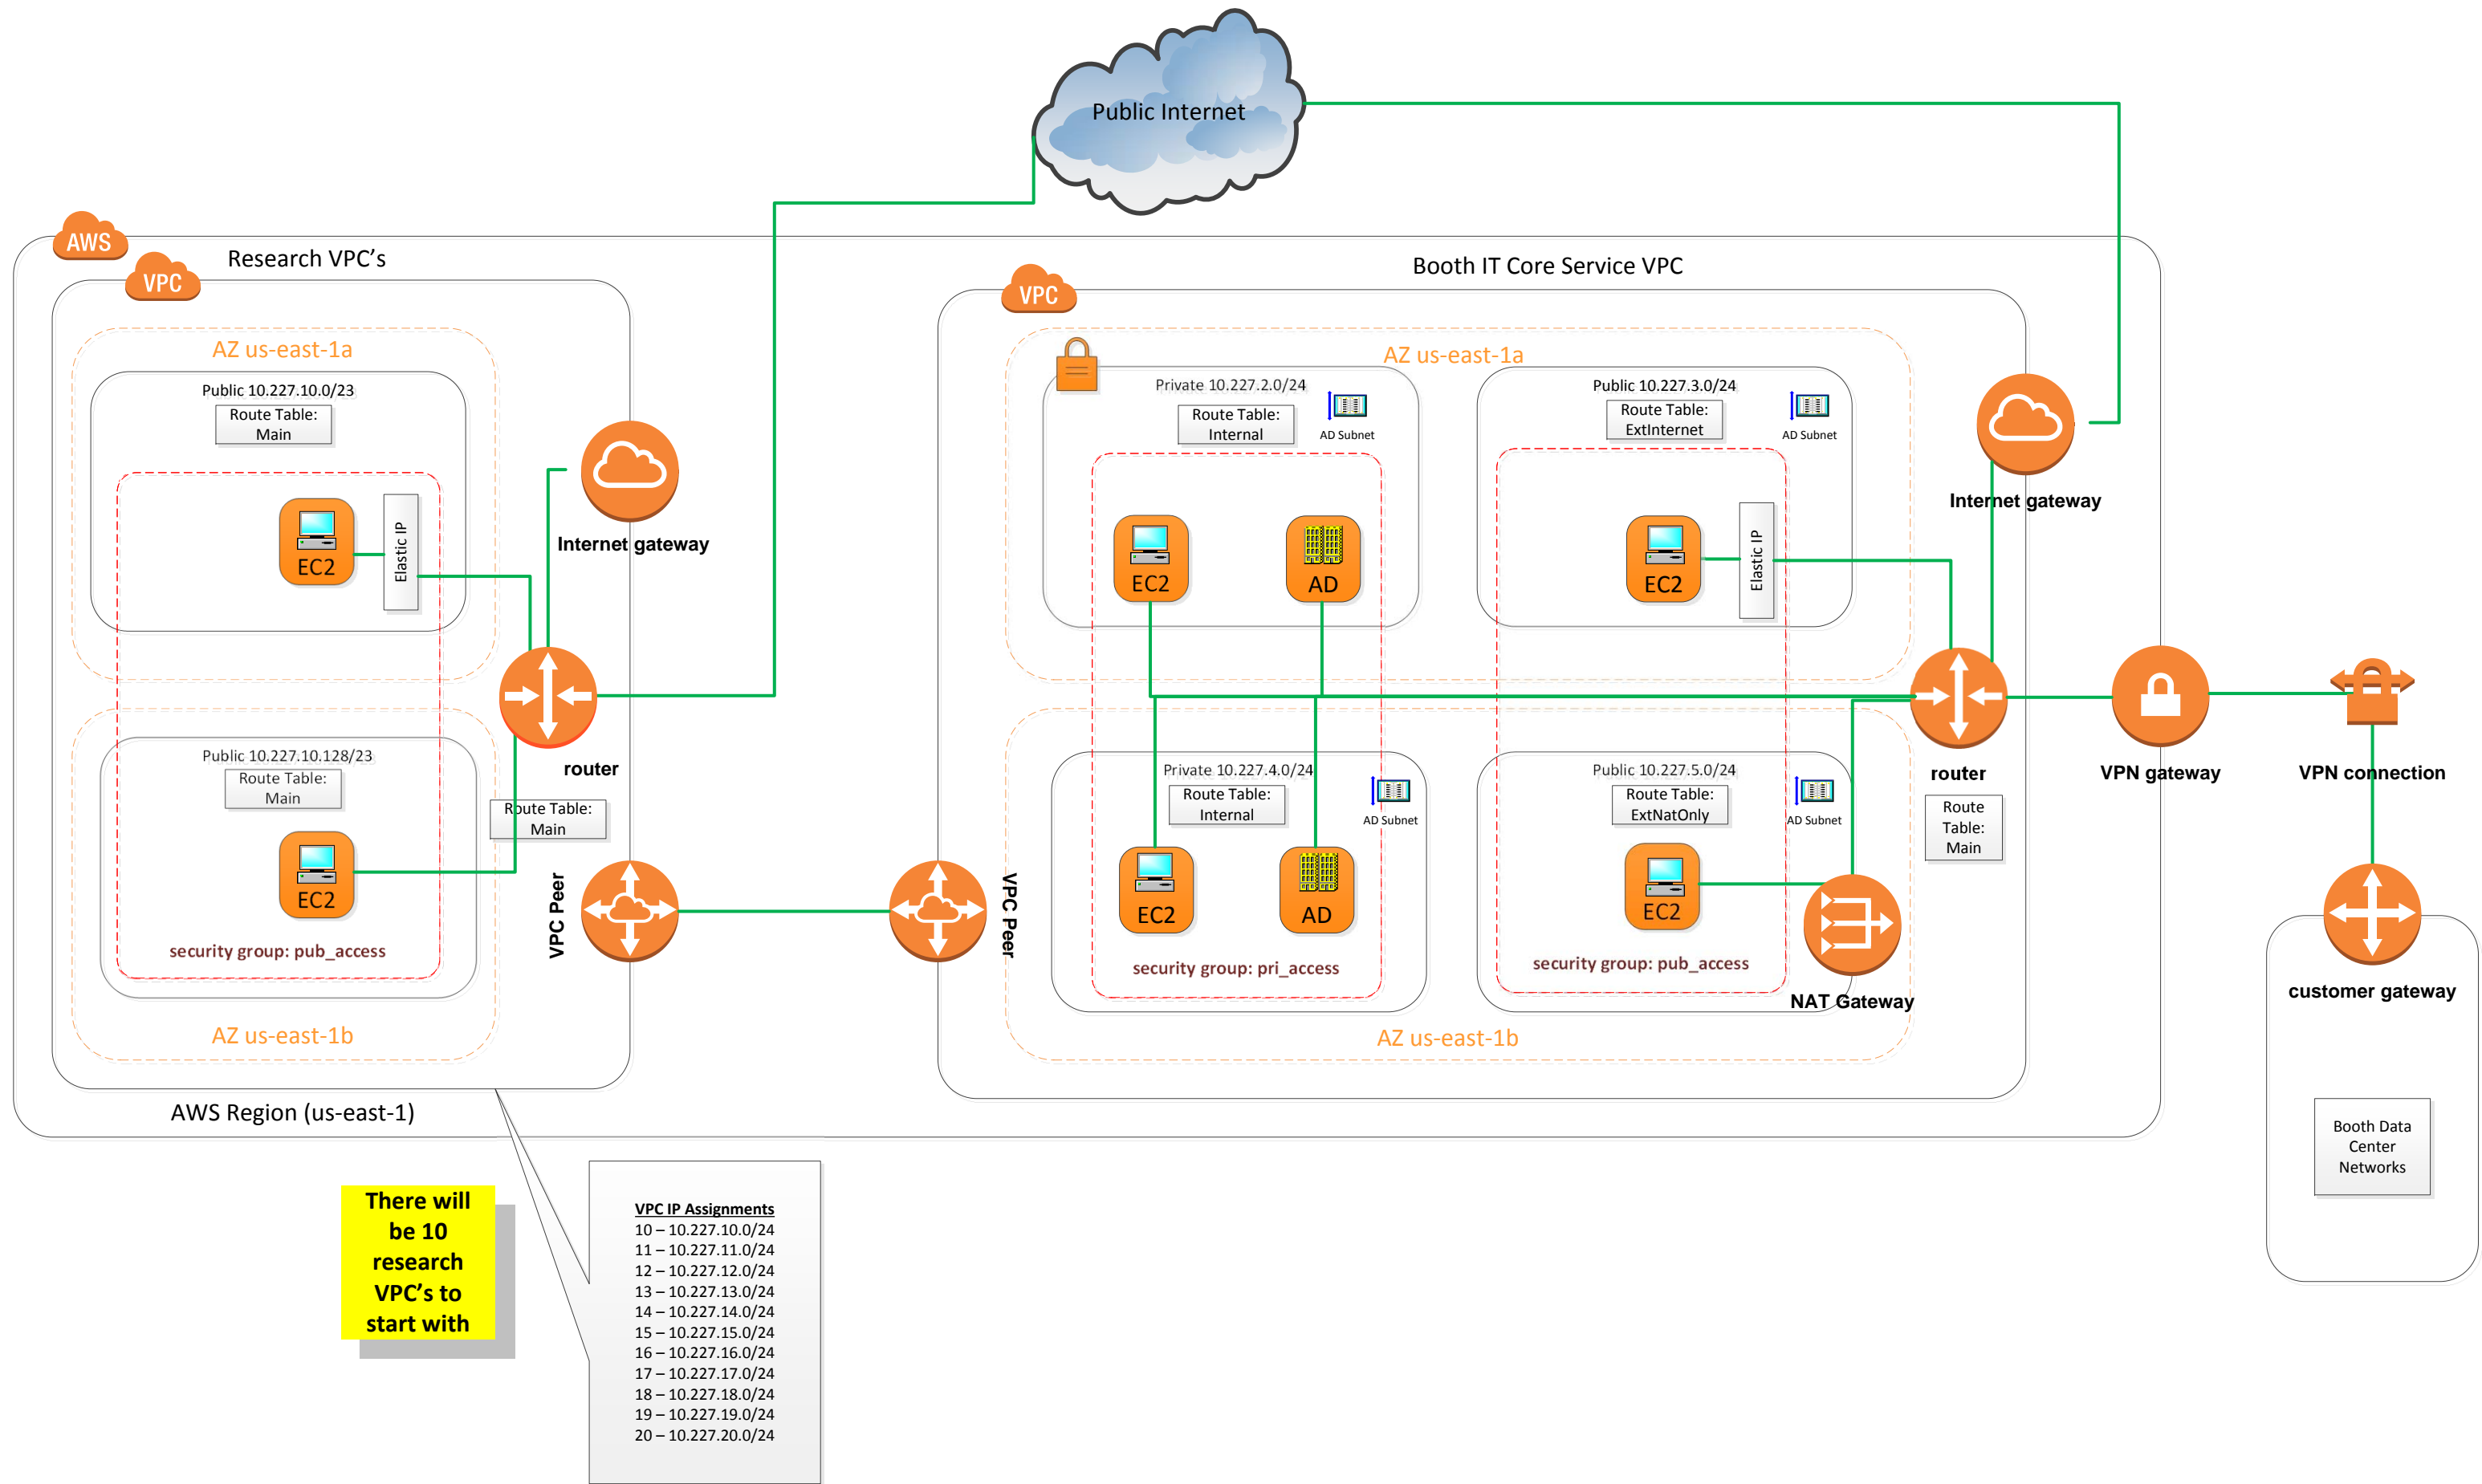 Public Internet
AWS
Research VPC's
VPC
AZ us-east-1a
Public 10.227.10.0/23
Route Table:
Main
EC2
Elastic IP
Internet gateway
router
Route Table:
Main
Public 10.227.10.128/23
Route Table:
Main
EC2
security group: pub_access
AZ us-east-1b
VPC Peer
AWS Region (us-east-1)
Booth IT Core Service VPC
VPC
AZ us-east-1a
Private 10.227.2.0/24
Route Table:
Internal
AD Subnet
EC2
AD
Public 10.227.3.0/24
Route Table:
ExtInternet
AD Subnet
EC2
Elastic IP
Internet gateway
VPC Peer
Private 10.227.4.0/24
Route Table:
Internal
AD Subnet
EC2
AD
security group: pri_access
Public 10.227.5.0/24
Route Table:
ExtNatOnly
AD Subnet
EC2
security group: pub_access
NAT Gateway
AZ us-east-1b
router
Route
Table:
Main
VPN gateway
VPN connection
customer gateway
Booth Data
Center
Networks
There will
be 10
research
VPC's to
start with
VPC IP Assignments
10 – 10.227.10.0/24
11 – 10.227.11.0/24
12 – 10.227.12.0/24
13 – 10.227.13.0/24
14 – 10.227.14.0/24
15 – 10.227.15.0/24
16 – 10.227.16.0/24
17 – 10.227.17.0/24
18 – 10.227.18.0/24
19 – 10.227.19.0/24
20 – 10.227.20.0/24